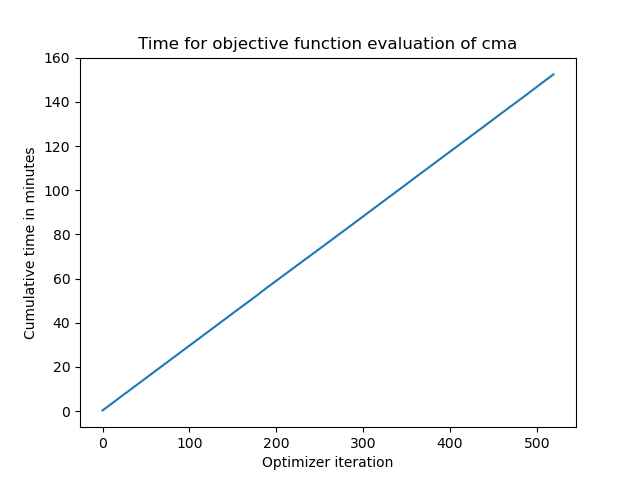 Time for objective function evaluation of cma
Cumulative time in minutes
160
140
120
100
80
60
40
20
0
0 100 200 300 400 500
Optimizer iteration